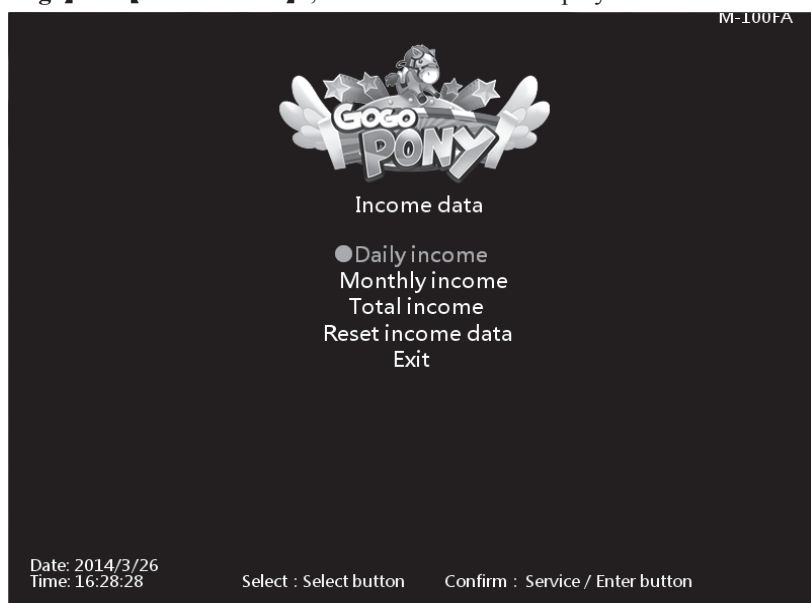 M-100FA
GOGO
PONY
Income data
●Daily income
Monthly income
Total income
Reset income data
Exit
Date: 2014/3/26
Time: 16:28:28
Select : Select button Confirm : Service / Enter button